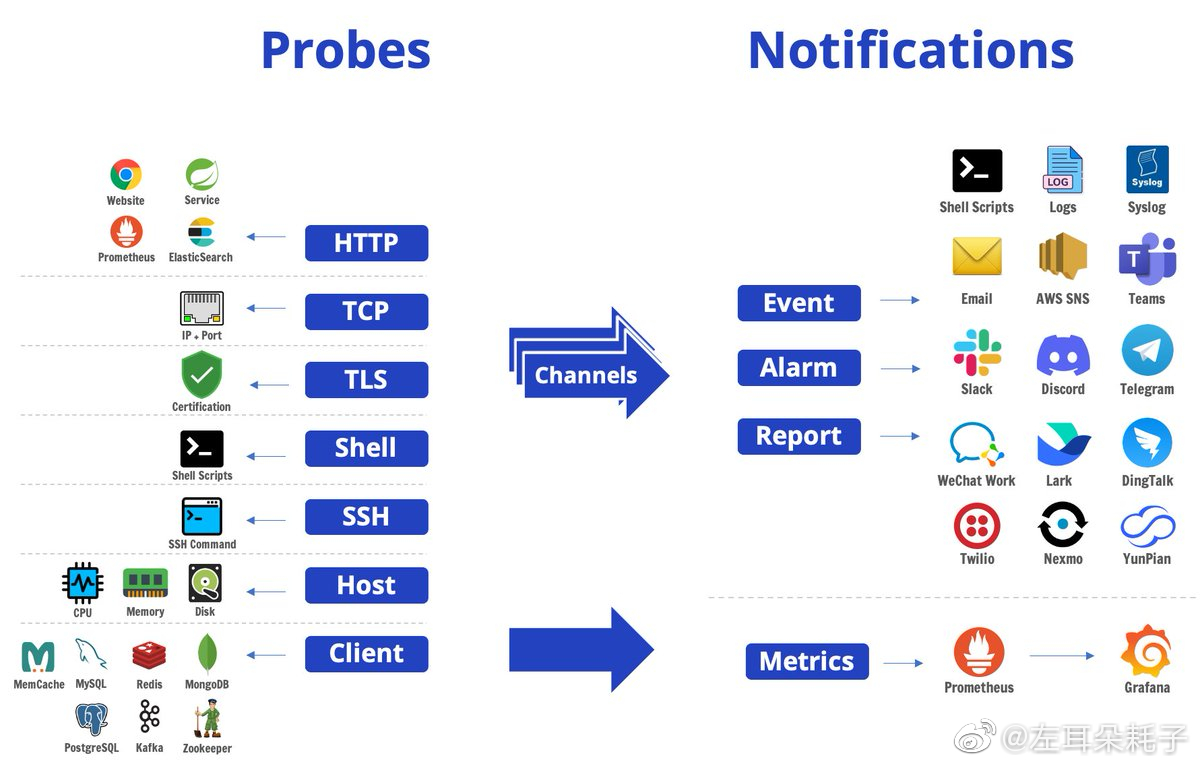 Probes
Notifications
Website
Service
Prometheus
ElasticSearch
HTTP
IP + Port
TCP
Certification
TLS
Shell Scripts
Shell
SSH Command
SSH
CPU
Memory
Disk
Host
MemCache
MySQL
Redis
MongoDB
Client
PostgreSQL
Kafka
Zookeeper
Channels
Event
Alarm
Report
Shell Scripts
LOG
Logs
Syslog
Syslog
Email
AWS SNS
T
Teams
Slack
Discord
Telegram
WeChat Work
Lark
DingTalk
Twilio
Nexmo
YunPian
Metrics
Prometheus
Grafana
@左耳朵耗子